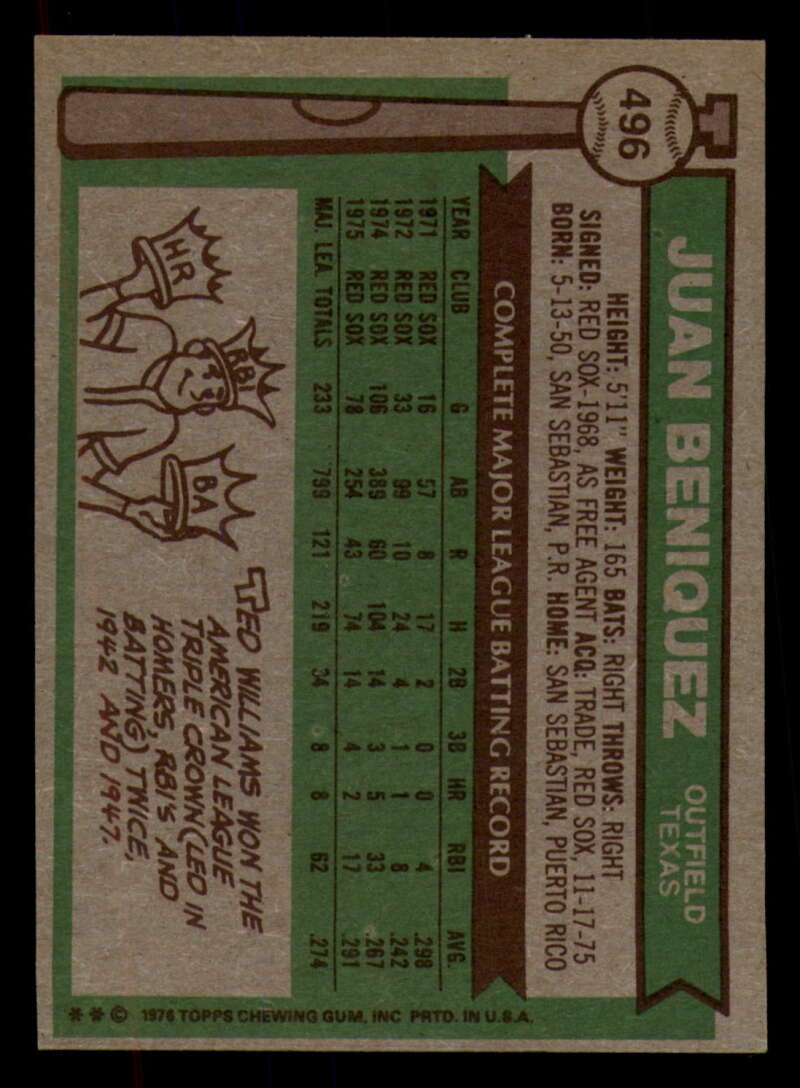 496
JUAN BENIQUEZ
OUTFIELD
TEXAS
HEIGHT: 5'11" WEIGHT: 165 BATS: RIGHT THROWS: RIGHT
SIGNED: RED SOX-1968, AS FREE AGENT ACQ: TRADE, RED SOX, 11-17-75
BORN: 5-13-50, SAN SEBASTIAN, P.R. HOME: SAN SEBASTIAN, PUERTO RICO
COMPLETE MAJOR LEAGUE BATTING RECORD
YEAR CLUB G AB R H 2B 3B HR RBI AVG.
1971 RED SOX 16 57 8 17 2 0 0 4 .298
1972 RED SOX 33 99 10 24 4 1 1 8 .242
1974 RED SOX 106 389 60 104 14 3 5 33 .267
1975 RED SOX 78 254 43 74 14 4 2 17 .291
MAJ. LEA. TOTALS 233 799 121 219 34 8 8 62 .274
HR
RBI
BA
TED WILLIAMS WON THE
AMERICAN LEAGUE
TRIPLE CROWN (LED IN
HOMERS, RBI'S AND
BATTING) TWICE,
1942 AND 1947.
** © 1976 TOPPS CHEWING GUM, INC PRTD. IN U.S.A.